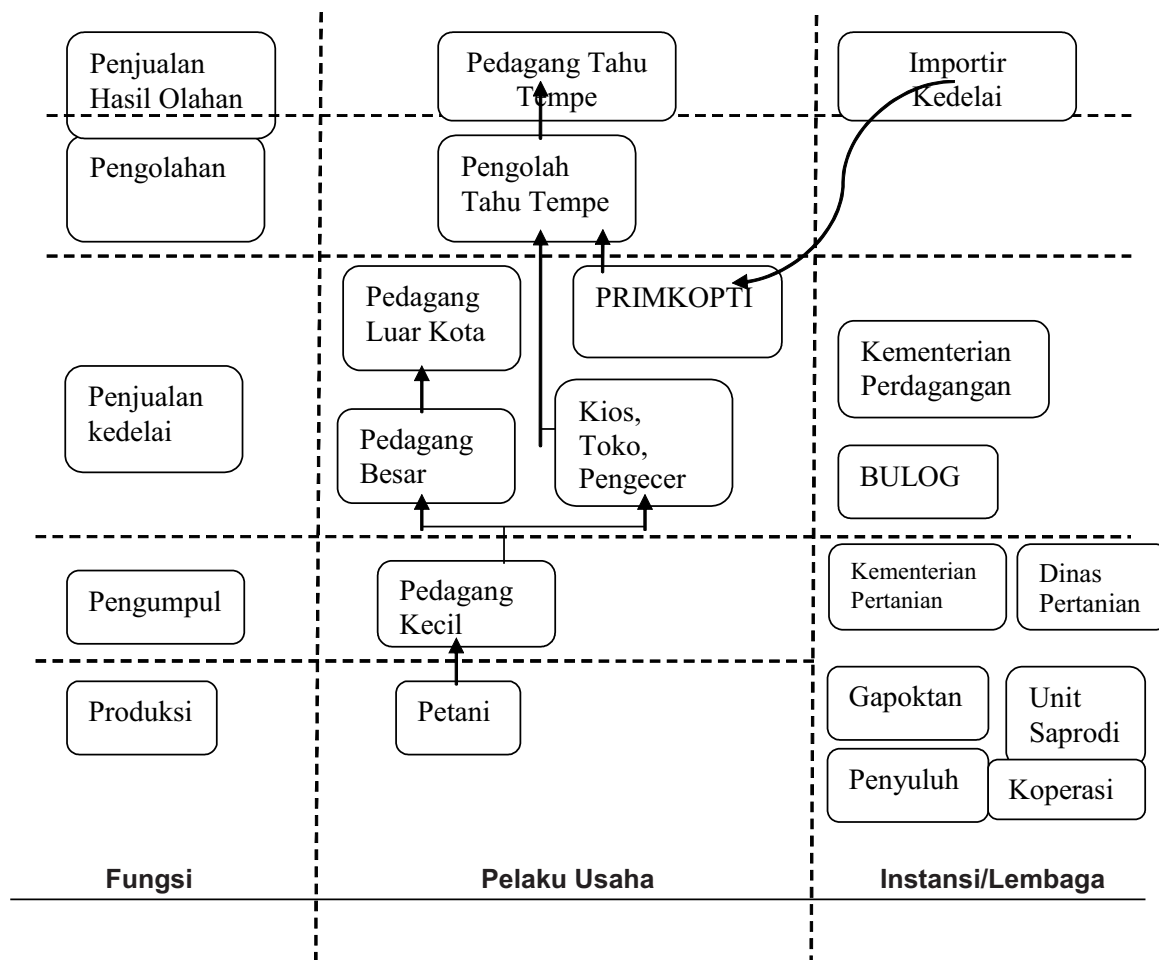 Penjualan
Hasil Olahan
Pedagang Tahu
Tempe
Importir
Kedelai
Pengolahan
Pengolah
Tahu Tempe
Pedagang
Luar Kota
PRIMKOPTI
Kementerian
Perdagangan
Penjualan
kedelai
Pedagang
Besar
Kios,
Toko,
Pengecer
BULOG
Pengumpul
Pedagang
Kecil
Kementerian
Pertanian
Dinas
Pertanian
Produksi
Petani
Gapoktan
Unit
Saprodi
Penyuluh
Koperasi
Fungsi
Pelaku Usaha
Instansi/Lembaga